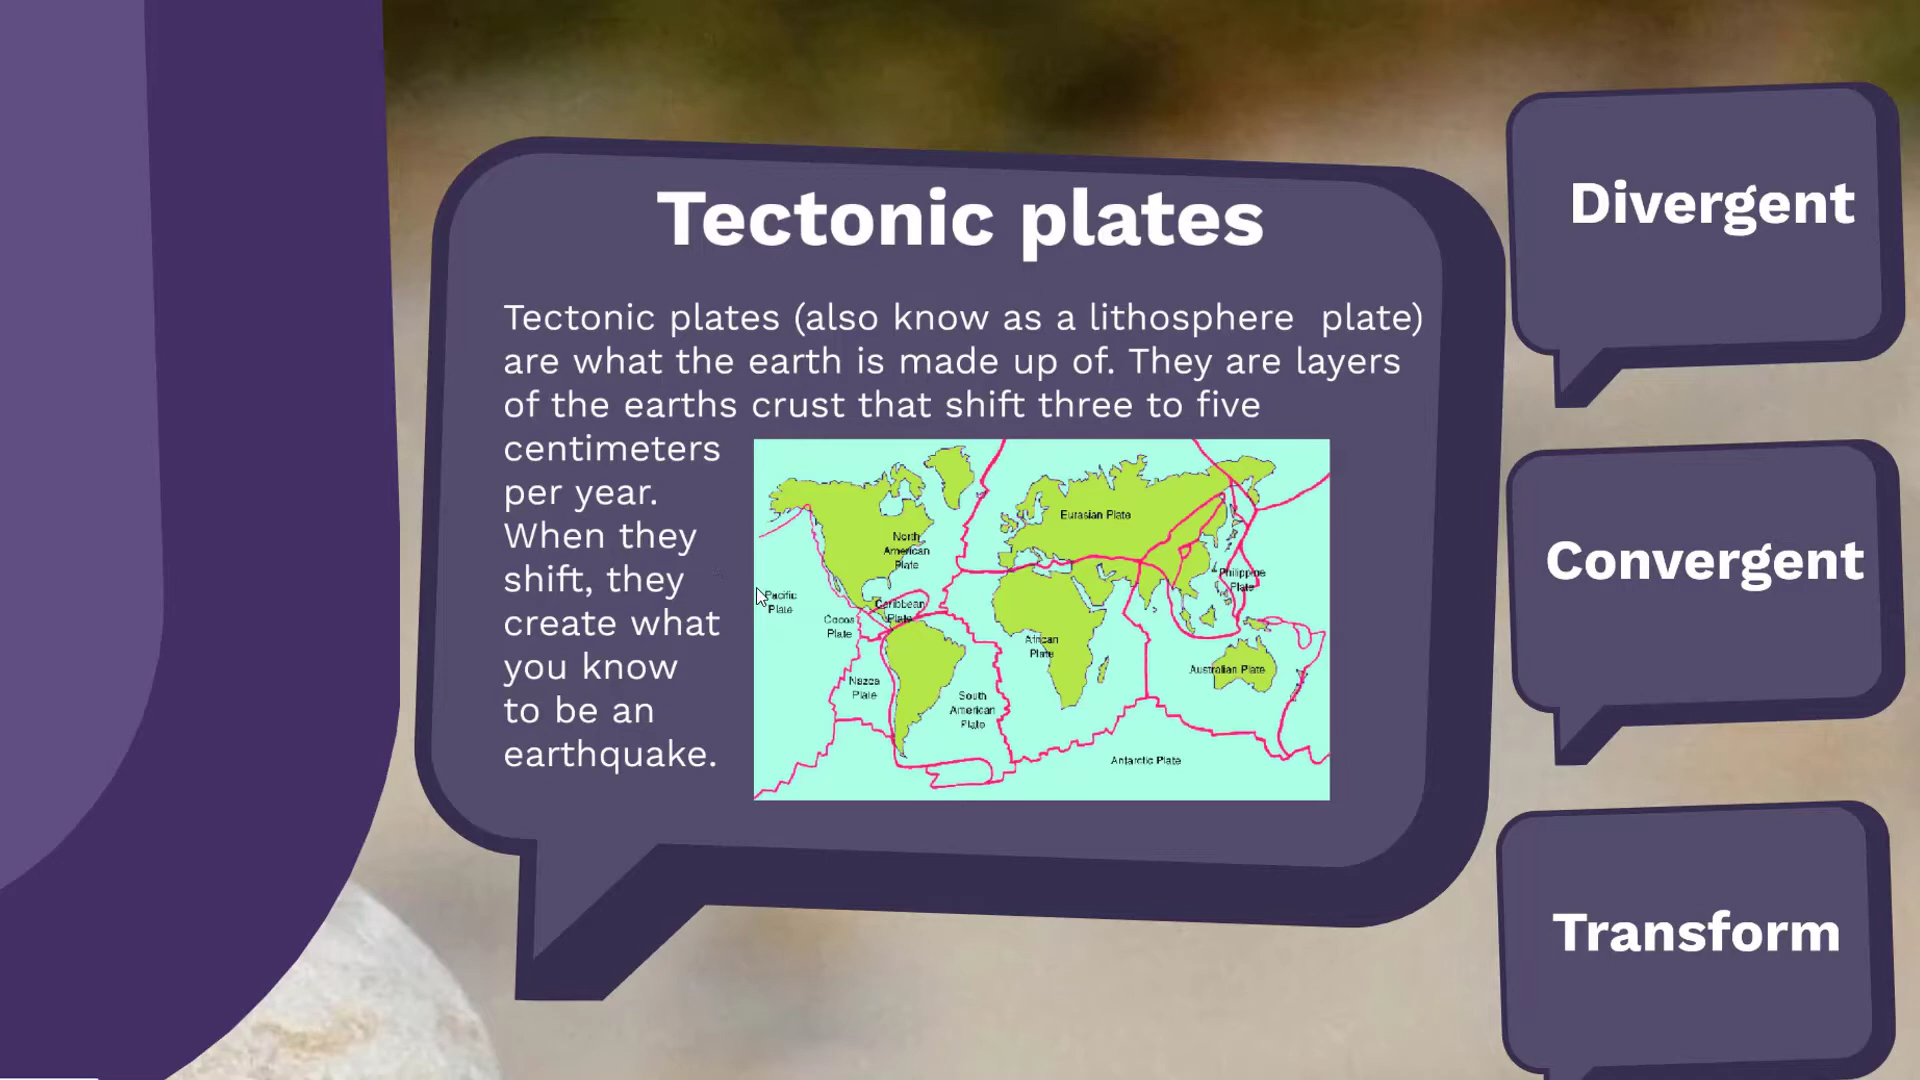 Tectonic plates
Tectonic plates (also know as a lithosphere plate)
are what the earth is made up of. They are layers
of the earths crust that shift three to five
centimeters
per year.
When they
shift, they
create what
you know
to be an
earthquake.
Eurasian Plate
North
American
Plate
Philippine
Plate
Pacific
Plate
Caribbean
Plate
Cocos
Plate
African
Plate
Australian Plate
Nazca
Plate
South
American
Plate
Antarctic Plate
Divergent
Convergent
Transform